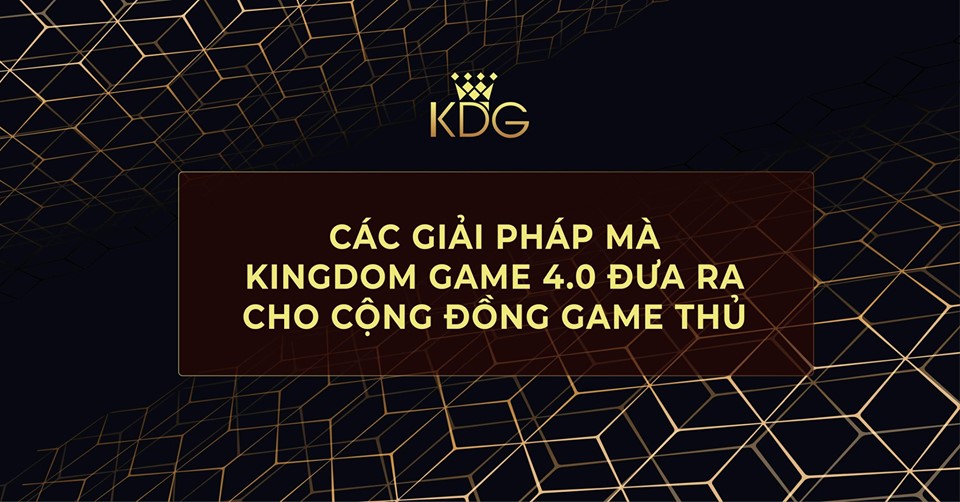 KDG
CÁC GIẢI PHÁP MÀ
KINGDOM GAME 4.0 ĐƯA RA
CHO CỘNG ĐỒNG GAME THỦ